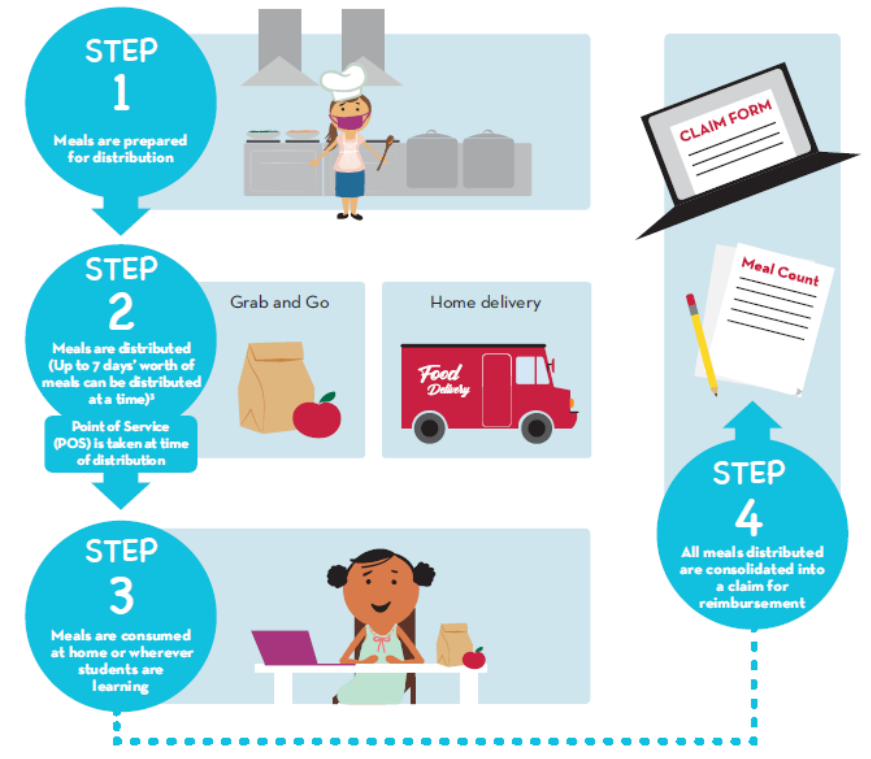 STEP
1
Meals are prepared
for distribution
STEP
2
Meals are distributed
(Up to 7 days' worth of
meals can be distributed
at a time)³
Point of Service
(POS) is taken at time
of distribution
Grab and Go
Home delivery
Food
Delivery
STEP
3
Meals are consumed
at home or wherever
students are
learning
CLAIM FORM
Meal Count
STEP
4
All meals distributed
are consolidated into
a claim for
reimbursement